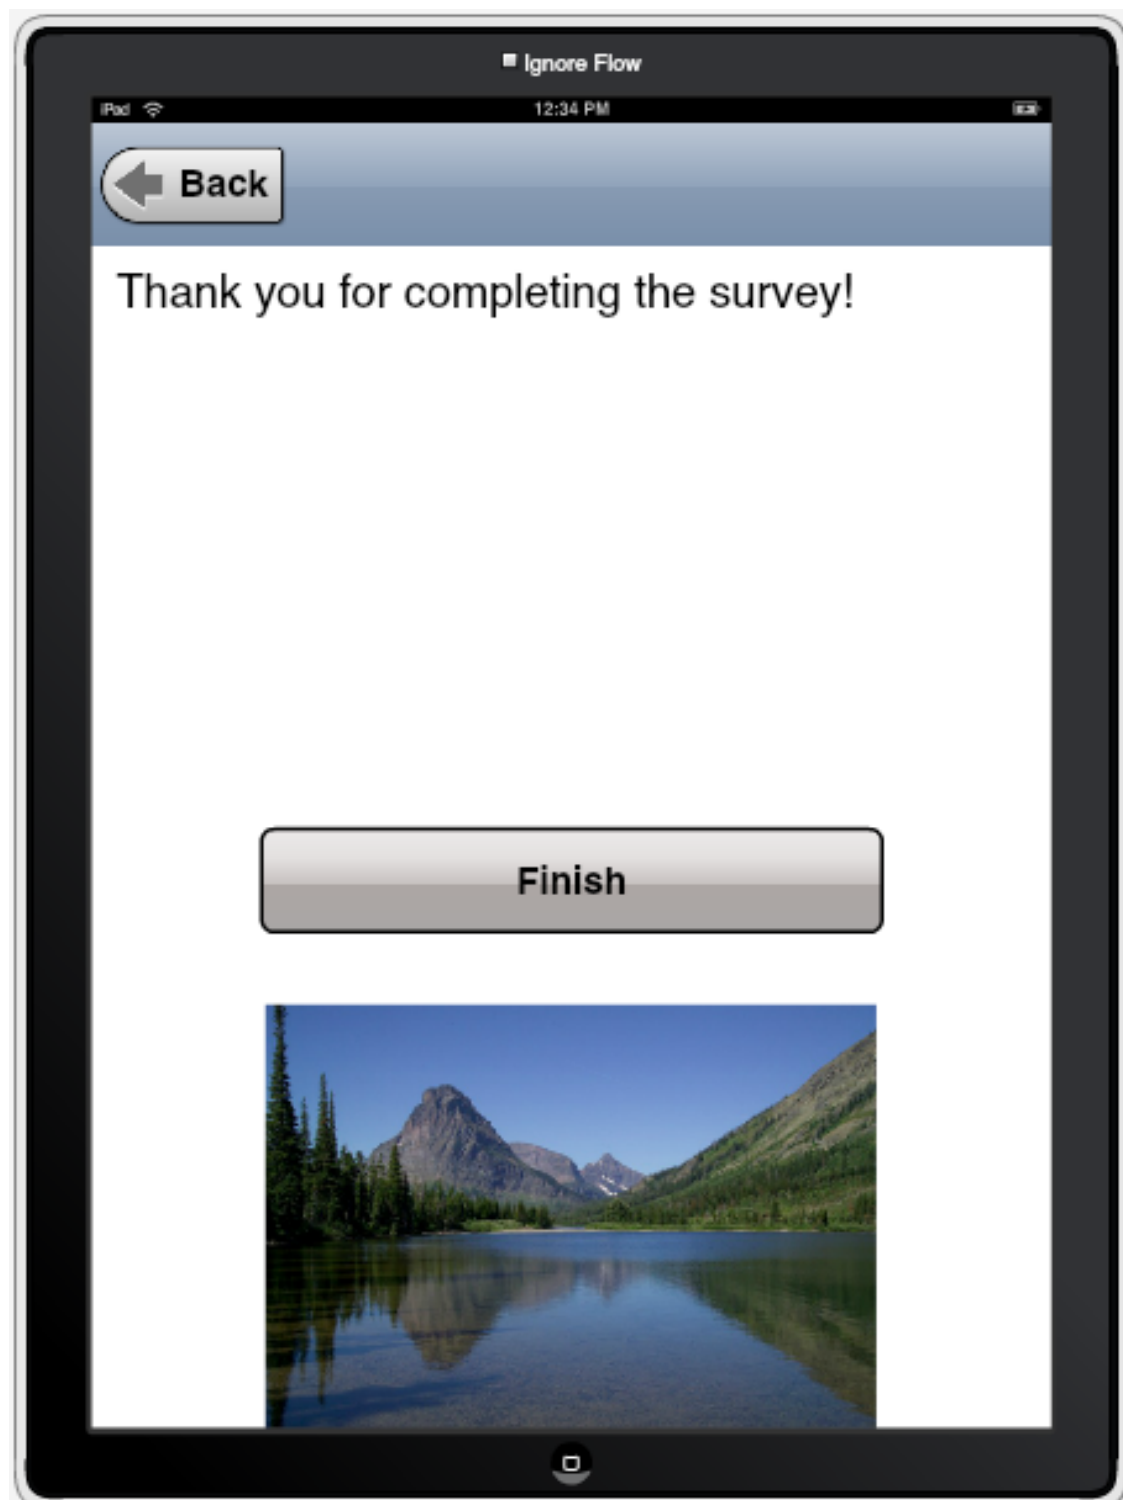 Ignore Flow
iPad
12:34 PM
Back
Thank you for completing the survey!
Finish